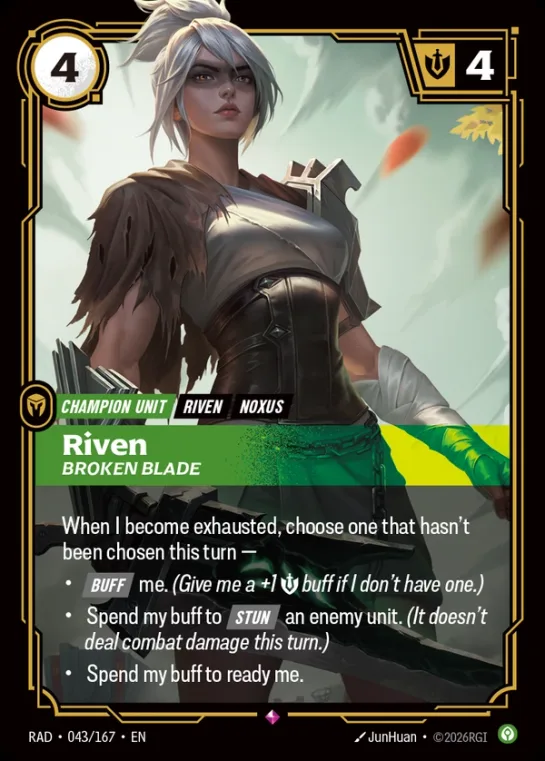 4
4
CHAMPION UNIT RIVEN NOXUS
Riven
BROKEN BLADE
When I become exhausted, choose one that hasn't
been chosen this turn —
• BUFF me. (Give me a +1 buff if I don't have one.)
• Spend my buff to STUN an enemy unit. (It doesn't
deal combat damage this turn.)
• Spend my buff to ready me.
RAD • 043/167 • EN
JunHuan • ©2026RGI